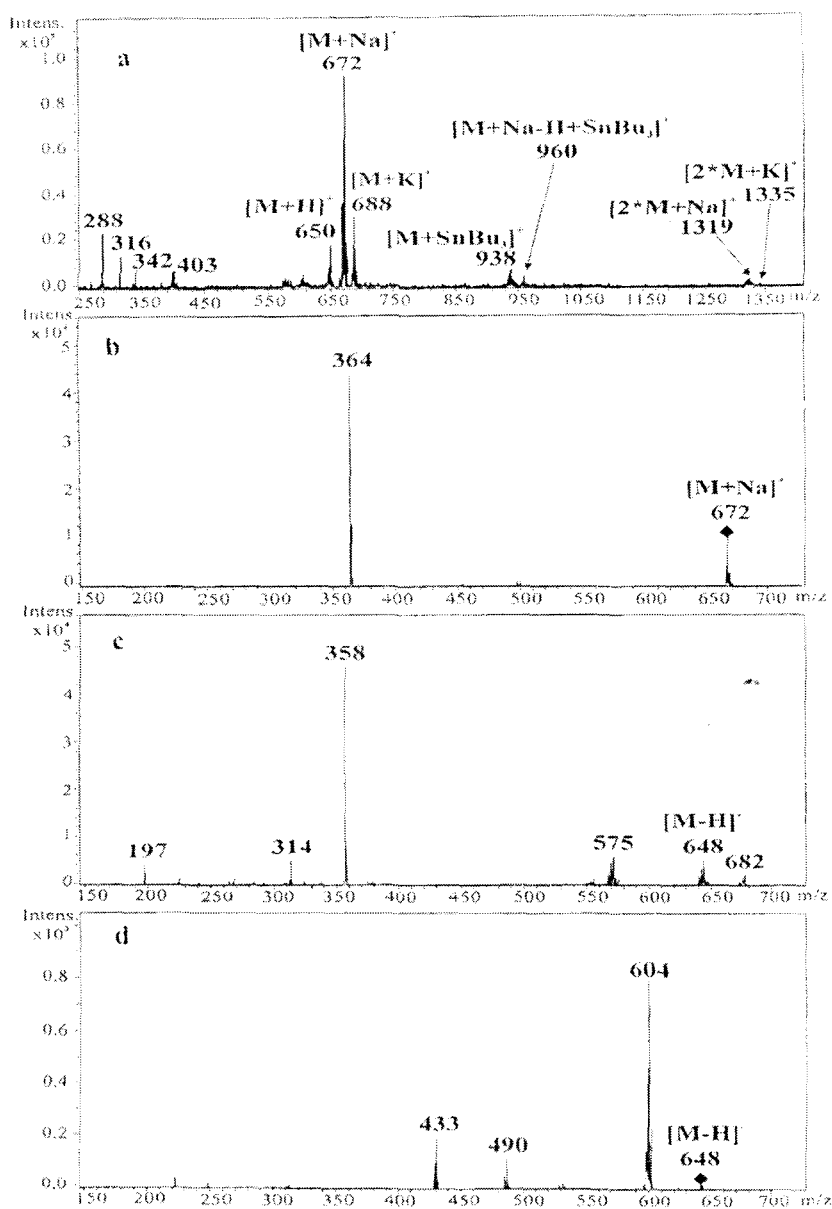 Intens.
x10⁵
a
[M+Na]⁺
672
1.0
0.8
0.6
0.4
0.2
0.0
[M+Na-H+SnBu₃]⁺
960
[2*M+K]⁺
1335
[2*M+Na]⁺
1319
[M+K]⁺
688
[M+H]⁺
650
[M+SnBu₃]⁺
938
288
316
342
403
250 350 450 550 650 750 850 950 1050 1150 1250 1350 m/z
Intens.
x10⁴
b
5
4
3
2
1
0
364
[M+Na]⁺
672
150 200 250 300 350 400 450 500 550 600 650 700 m/z
Intens.
x10⁴
c
5
4
3
2
1
0
358
197
314
575
[M-H]⁻
648
682
150 200 250 300 350 400 450 500 550 600 650 700 m/z
Intens.
d
0.8
0.6
0.4
0.2
0.0
604
433
490
[M-H]
648
150 200 250 300 350 400 450 500 550 600 650 700 m/z